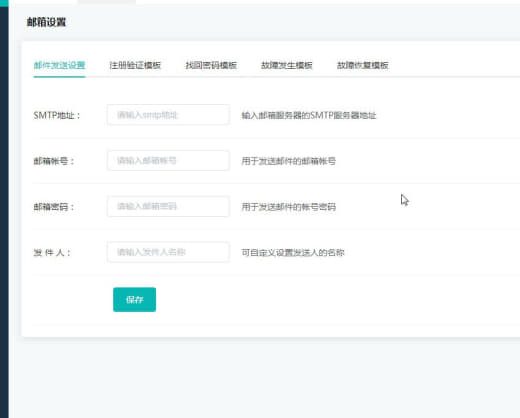 邮箱设置
邮件发送设置 注册验证模板 找回密码模板 故障发生模板 故障恢复模板
SMTP地址： 请输入smtp地址 输入邮箱服务器的SMTP服务器地址
邮箱帐号： 请输入邮箱帐号 用于发送邮件的邮箱帐号
邮箱密码： 请输入邮箱密码 用于发送邮件的帐号密码
发 件 人： 请输入发件人名称 可自定义设置发送人的名称
保存